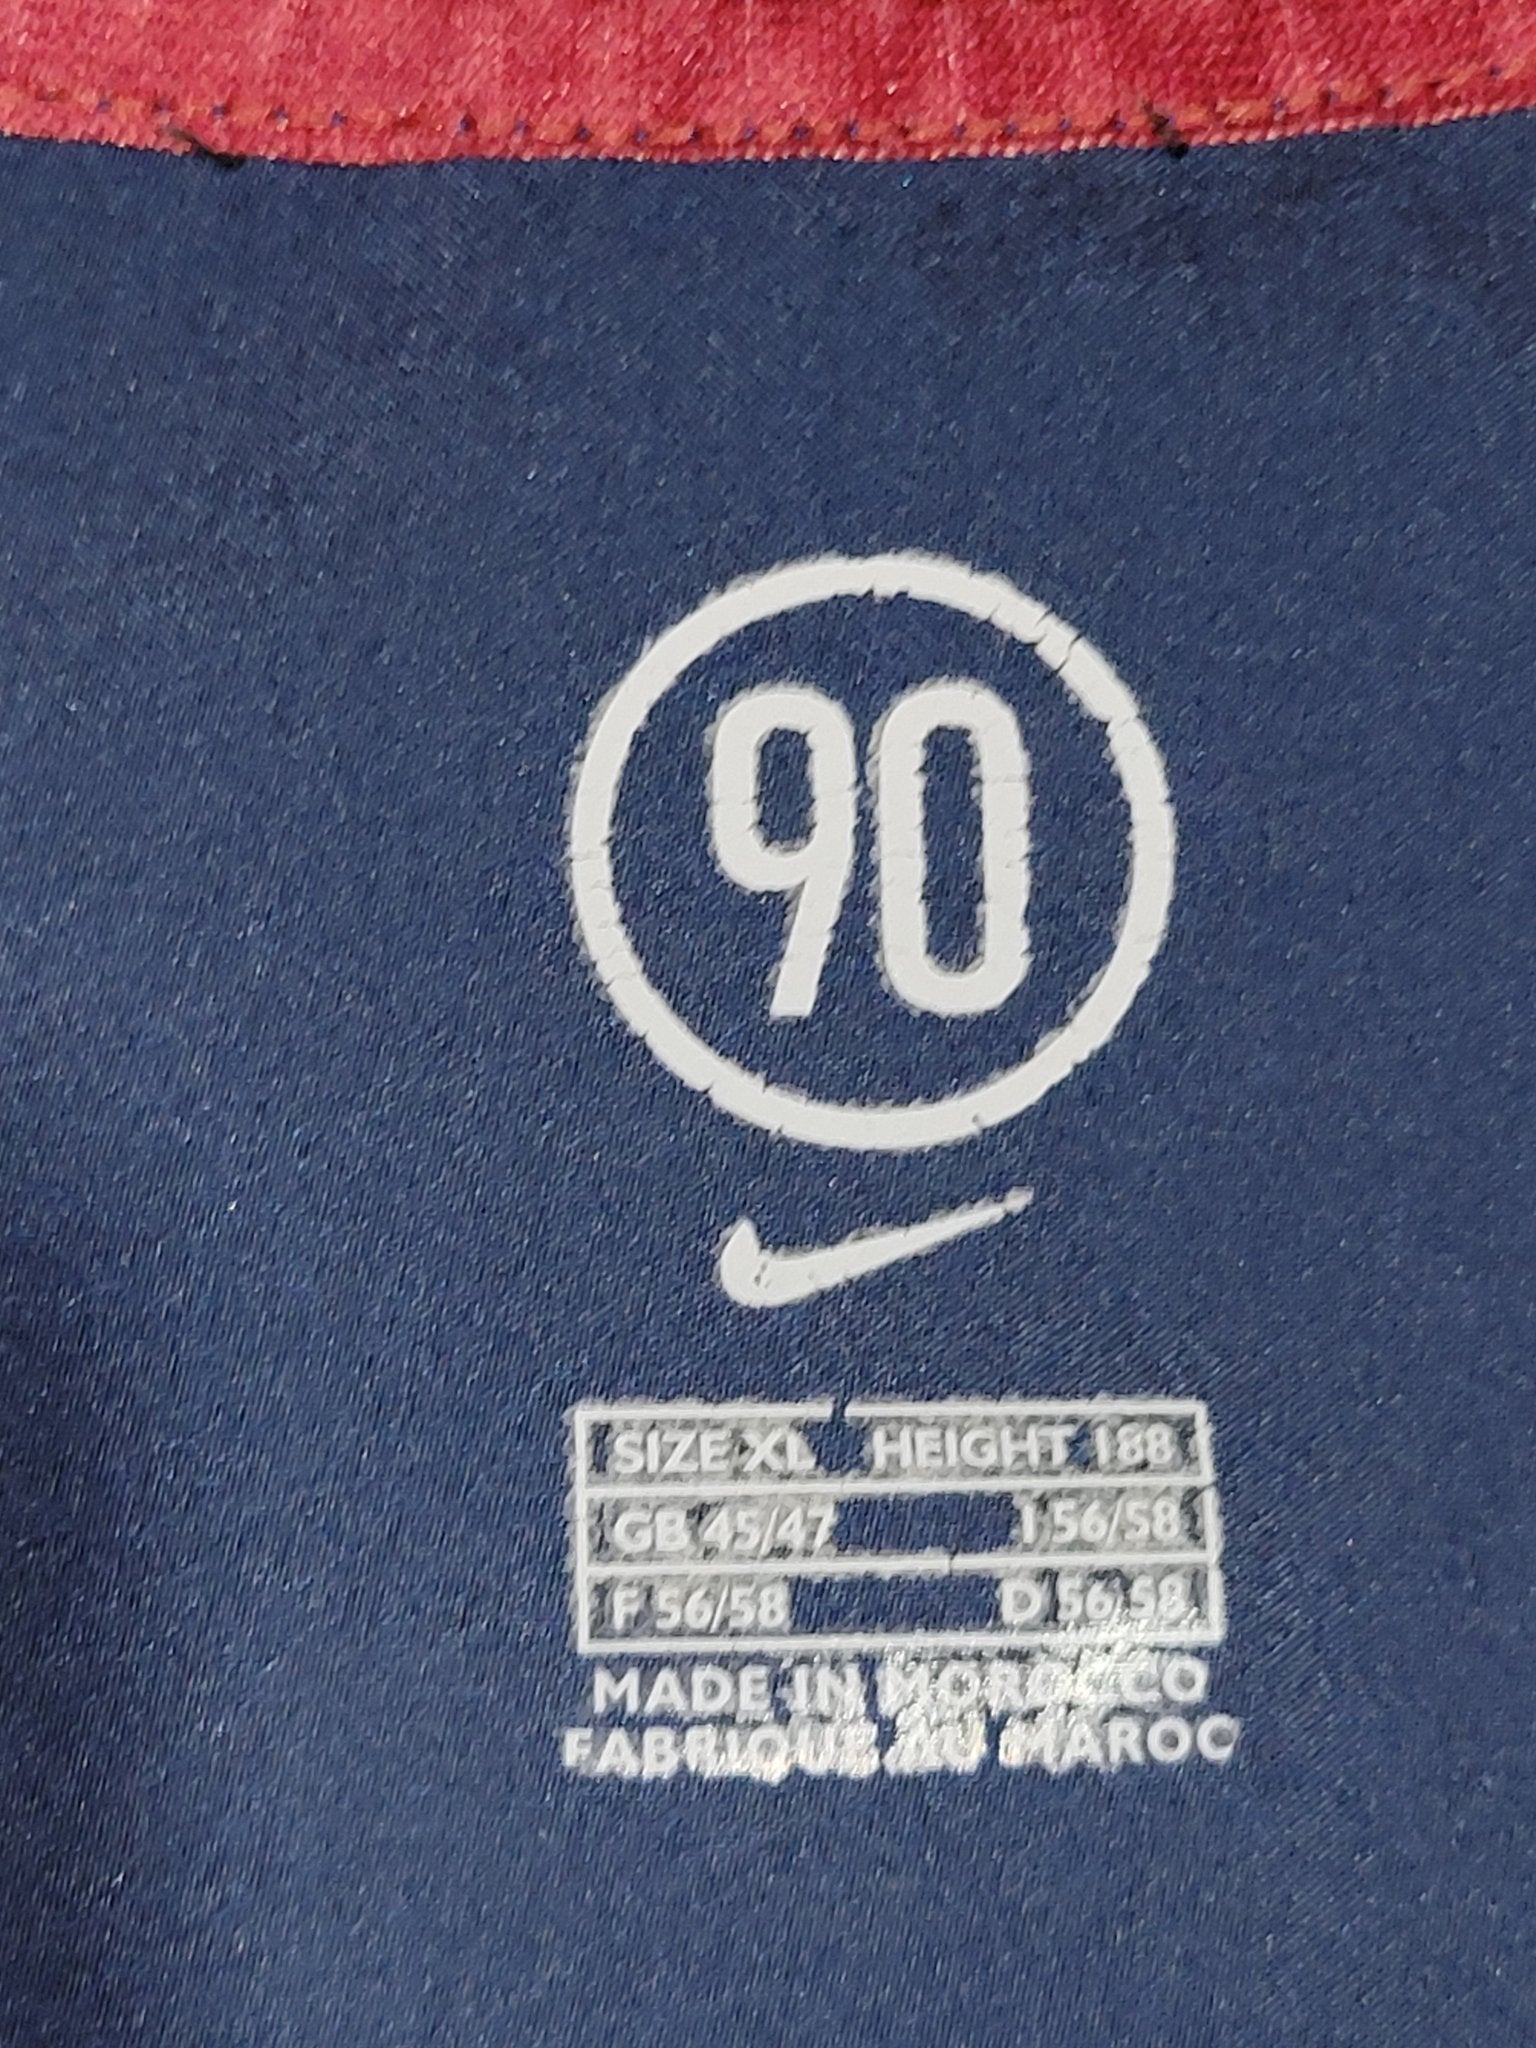 90
SIZE XL HEIGHT 188
GB 45/47 I 56/58
F 56/58 D 56/58
MADE IN MOROCCO
FABRIQUE AU MAROC